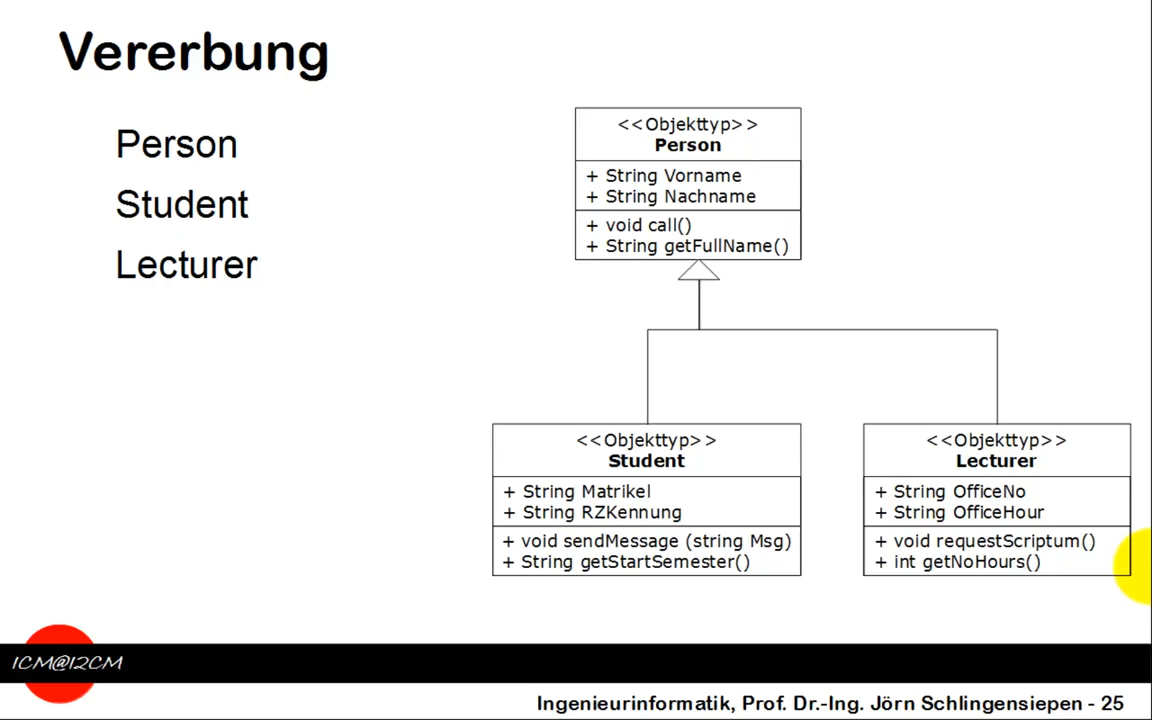 Vererbung
Person
Student
Lecturer
<<Objekttyp>>
Person
+ String Vorname
+ String Nachname
+ void call()
+ String getFullName()
<<Objekttyp>>
Student
+ String Matrikel
+ String RZKennung
+ void sendMessage (string Msg)
+ String getStartSemester()
<<Objekttyp>>
Lecturer
+ String OfficeNo
+ String OfficeHour
+ void requestScriptum()
+ int getNoHours()
ICM@I2CM
Ingenieurinformatik, Prof. Dr.-Ing. Jörn Schlingensiepen - 25